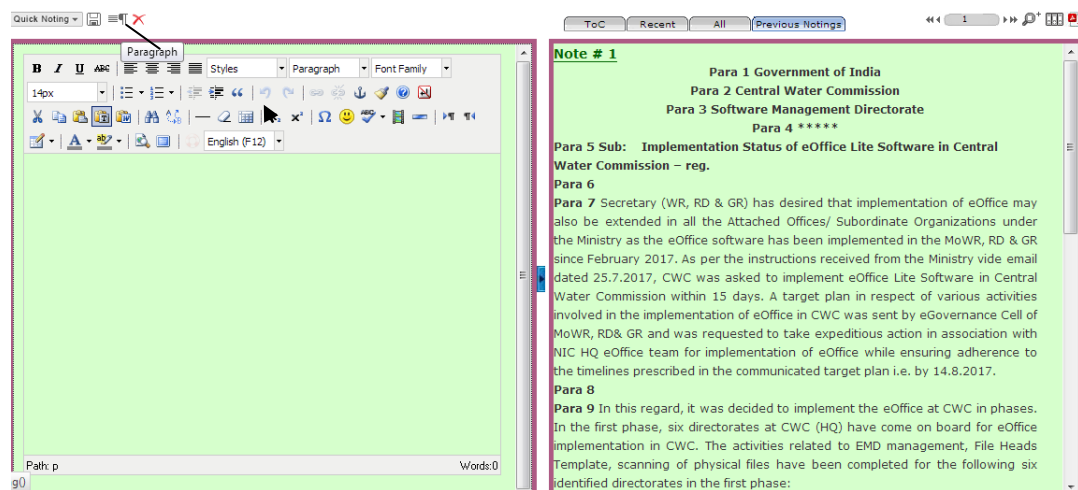 Quick Noting
Paragraph
B I U ABC Styles Paragraph Font Family
14px
ABC
English (F12)
Path: p Words:0
g()
ToC Recent All Previous Notings
1
Note # 1
Para 1 Government of India
Para 2 Central Water Commission
Para 3 Software Management Directorate
Para 4 *****
Para 5 Sub: Implementation Status of eOffice Lite Software in Central
Water Commission – reg.
Para 6
Para 7 Secretary (WR, RD & GR) has desired that implementation of eOffice may
also be extended in all the Attached Offices/ Subordinate Organizations under
the Ministry as the eOffice software has been implemented in the MoWR, RD & GR
since February 2017. As per the instructions received from the Ministry vide email
dated 25.7.2017, CWC was asked to implement eOffice Lite Software in Central
Water Commission within 15 days. A target plan in respect of various activities
involved in the implementation of eOffice in CWC was sent by eGovernance Cell of
MoWR, RD& GR and was requested to take expeditious action in association with
NIC HQ eOffice team for implementation of eOffice while ensuring adherence to
the timelines prescribed in the communicated target plan i.e. by 14.8.2017.
Para 8
Para 9 In this regard, it was decided to implement the eOffice at CWC in phases.
In the first phase, six directorates at CWC (HQ) have come on board for eOffice
implementation in CWC. The activities related to EMD management, File Heads
Template, scanning of physical files have been completed for the following six
identified directorates in the first phase: